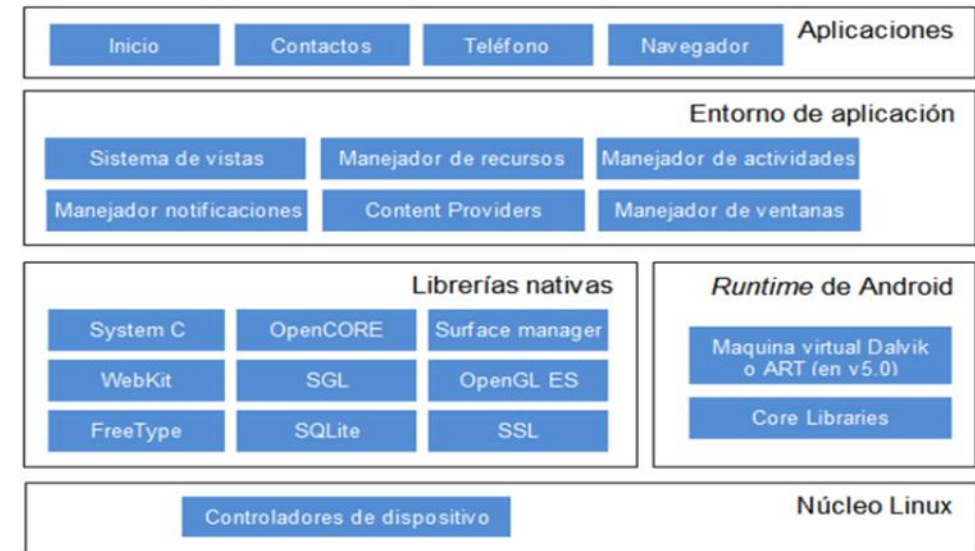 Aplicaciones
Inicio
Contactos
Teléfono
Navegador
Entorno de aplicación
Sistema de vistas
Manejador de recursos
Manejador de actividades
Manejador notificaciones
Content Providers
Manejador de ventanas
Librerías nativas
System C
OpenCORE
Surface manager
WebKit
SGL
OpenGL ES
FreeType
SQLite
SSL
Runtime de Android
Maquina virtual Dalvik
o ART (en v5.0)
Core Libraries
Núcleo Linux
Controladores de dispositivo